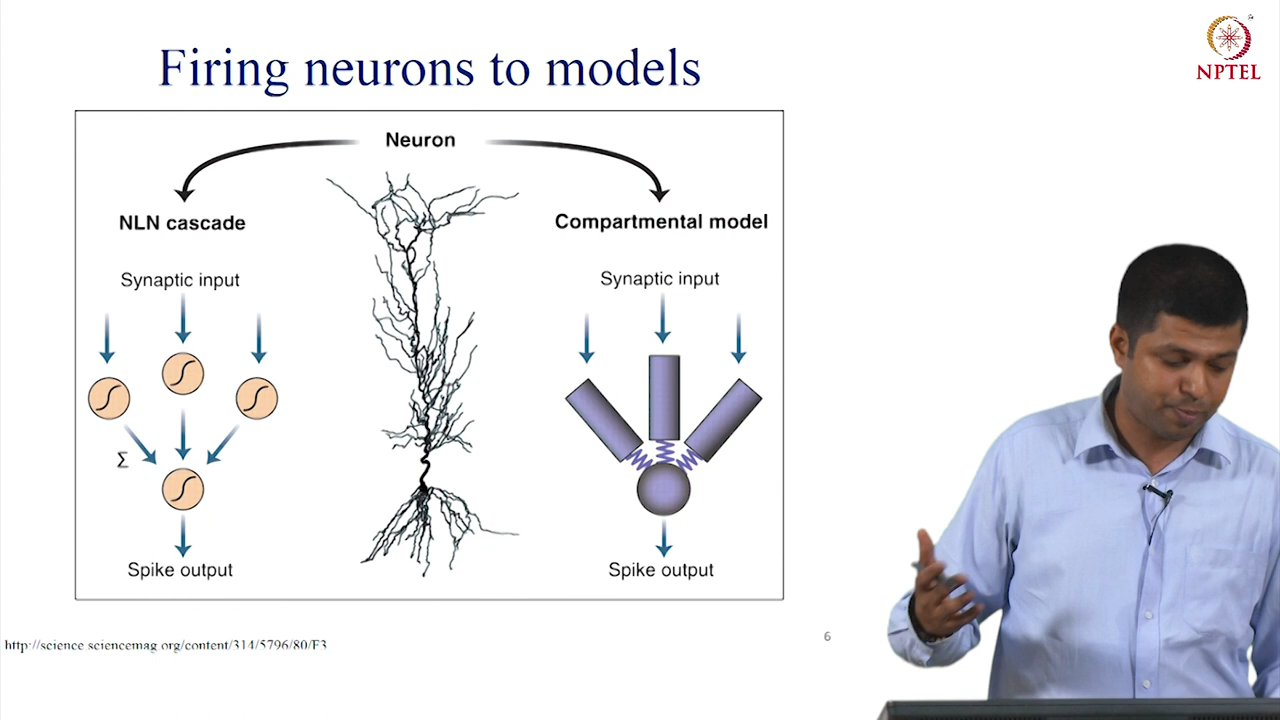 Firing neurons to models
NPTEL
Neuron
NLN cascade
Compartmental model
Synaptic input
Synaptic input
Σ
Spike output
Spike output
http://science sciencemag org/content/314/5796/80/F3
6